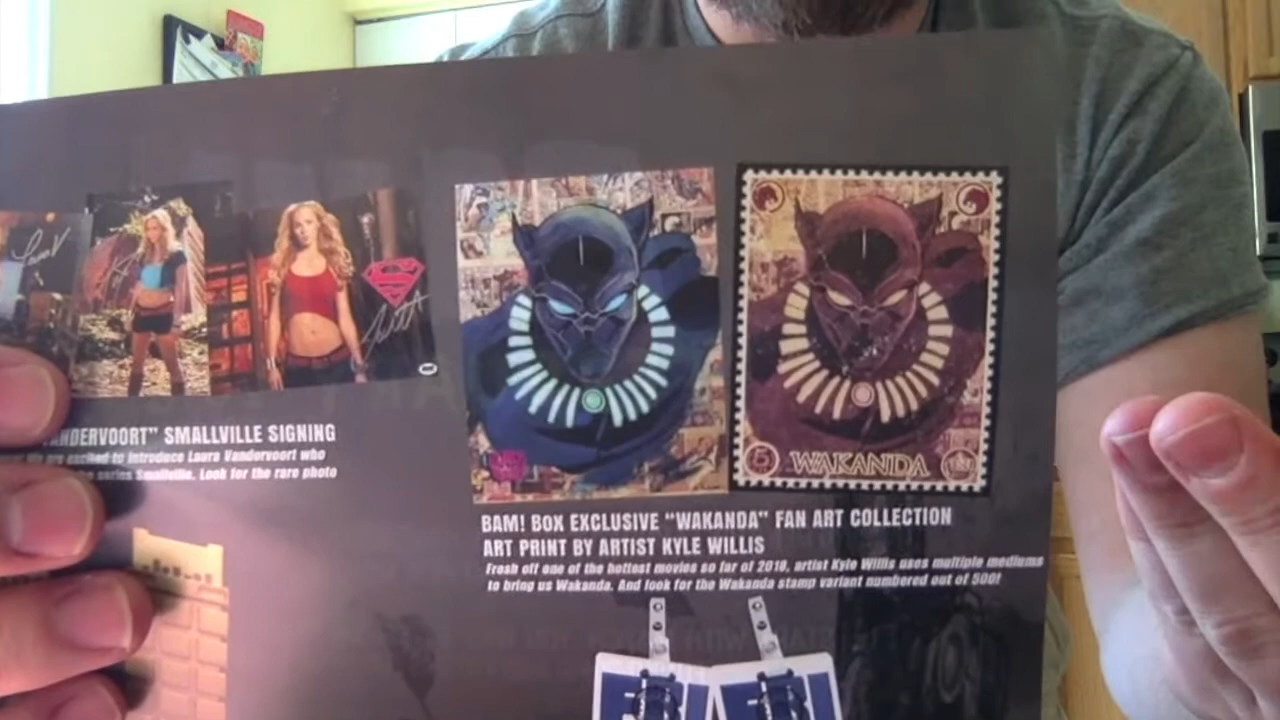 Laura V
ANDERVOORT" SMALLVILLE SIGNING
We are excited to introduce Laura Vandervoort who
series Smallville. Look for the rare photo
5
WAKANDA
BAM! BOX EXCLUSIVE "WAKANDA" FAN ART COLLECTION
ART PRINT BY ARTIST KYLE WILLIS
Fresh off one of the hottest movies so far of 2018, artist Kyle Willis uses multiple mediums
to bring us Wakanda. And look for the Wakanda stamp variant numbered out of 500!